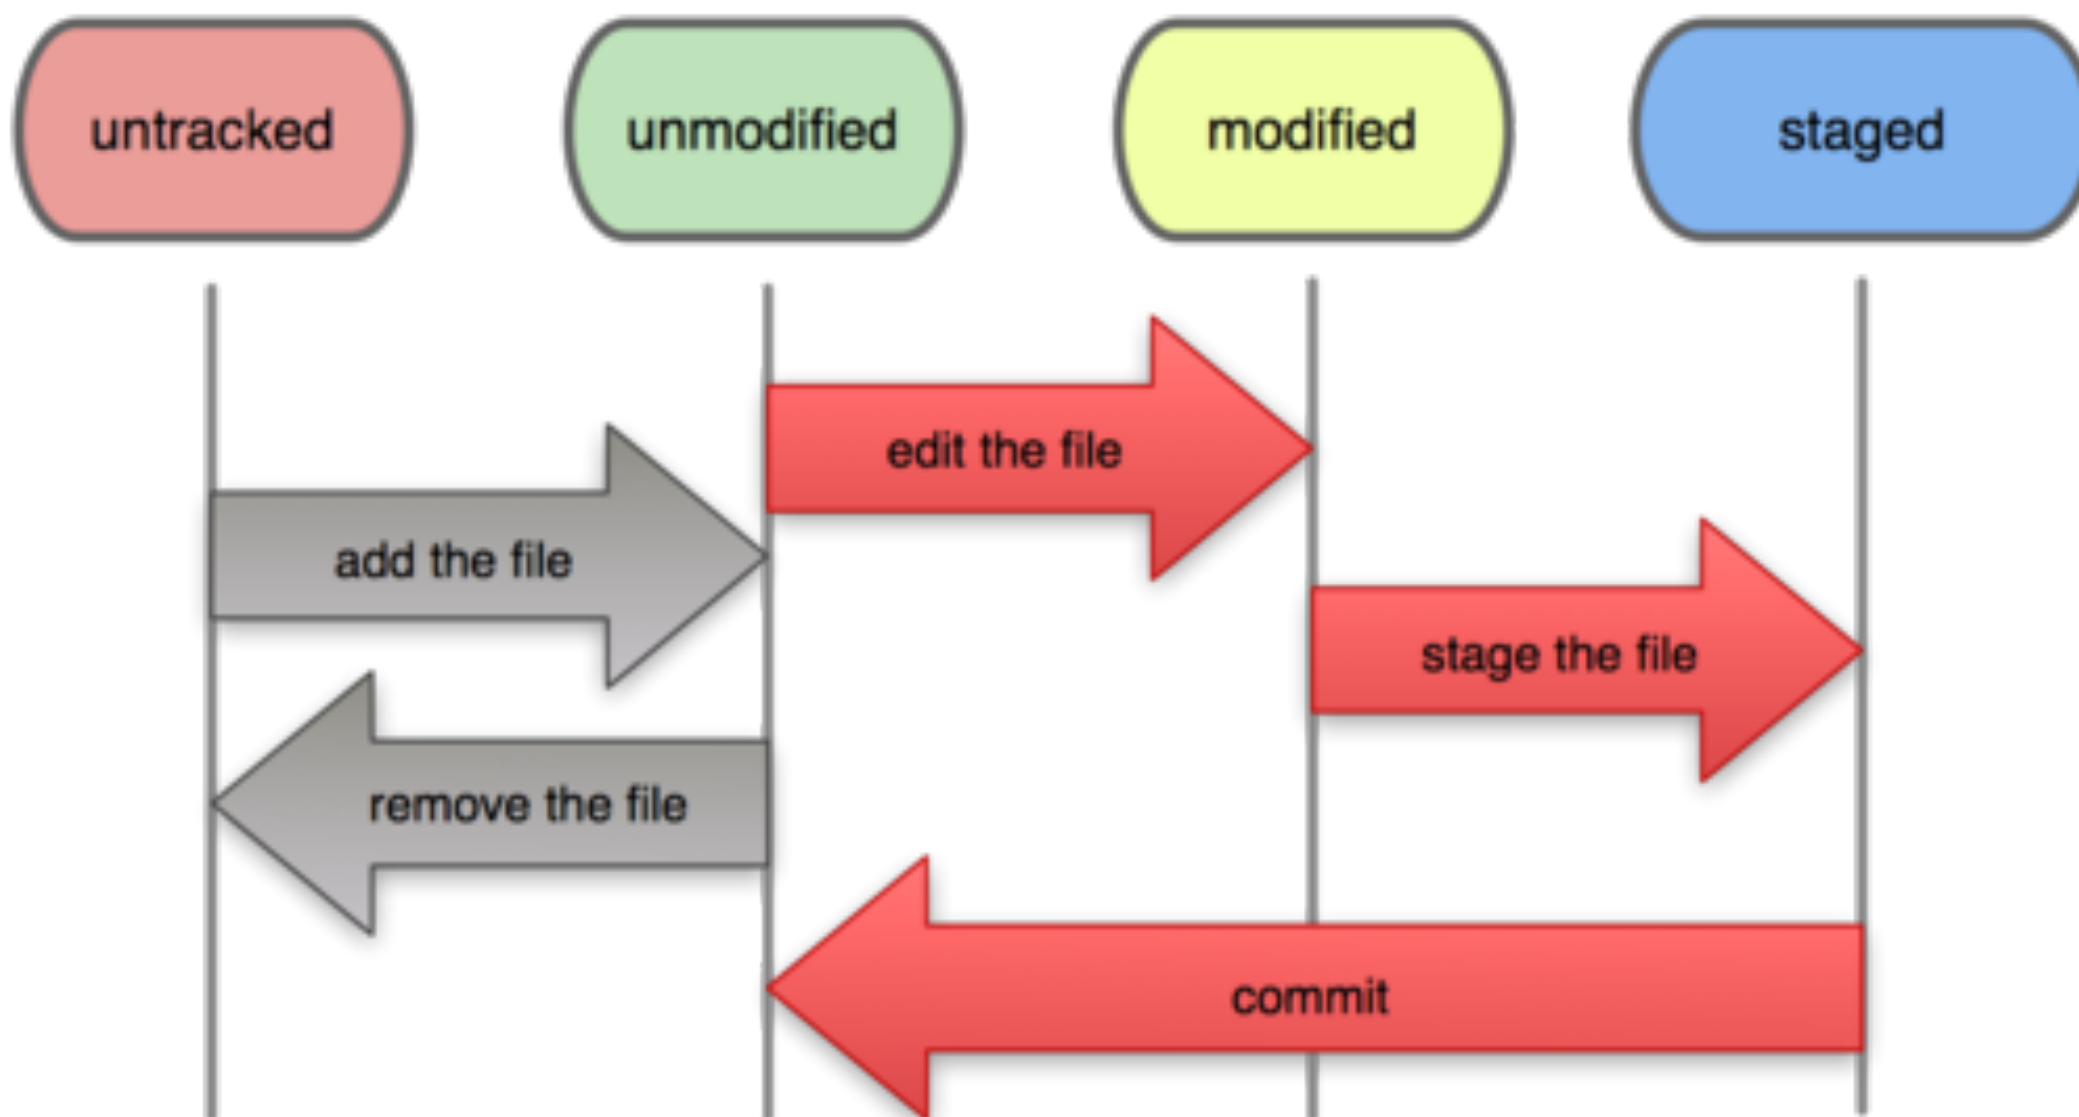 untracked
unmodified
modified
staged
edit the file
add the file
stage the file
remove the file
commit